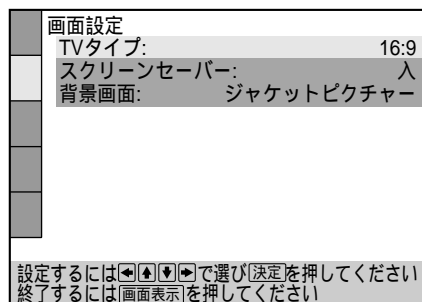 画面設定
TVタイプ: 16:9
スクリーンセーバー: 入
背景画面: ジャケットピクチャー
設定するには←↑↓→で選び決定を押してください
終了するには画面表示を押してください